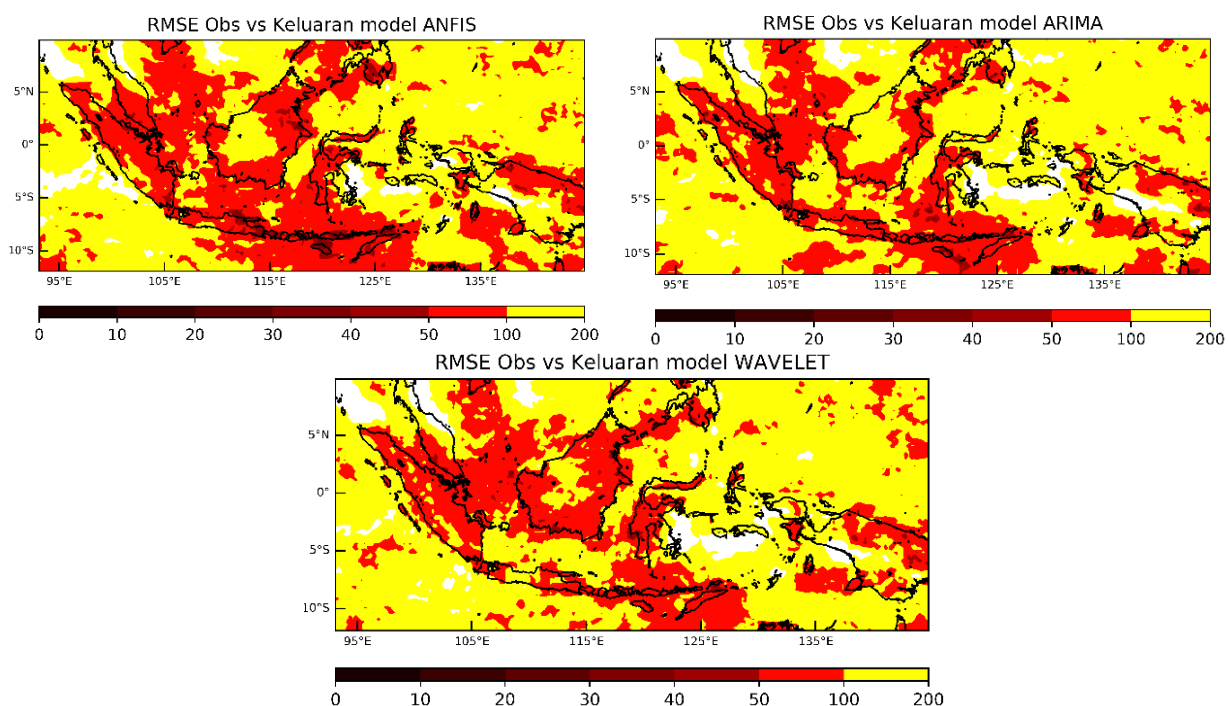 RMSE Obs vs Keluaran model ANFIS
5°N
0°
5°S
10°S
95°E 105°E 115°E 125°E 135°E
0 10 20 30 40 50 100 200
RMSE Obs vs Keluaran model ARIMA
5°N
0°
5°S
10°S
95°E 105°E 115°E 125°E 135°E
0 10 20 30 40 50 100 200
RMSE Obs vs Keluaran model WAVELET
5°N
0°
5°S
10°S
95°E 105°E 115°E 125°E 135°E
0 10 20 30 40 50 100 200